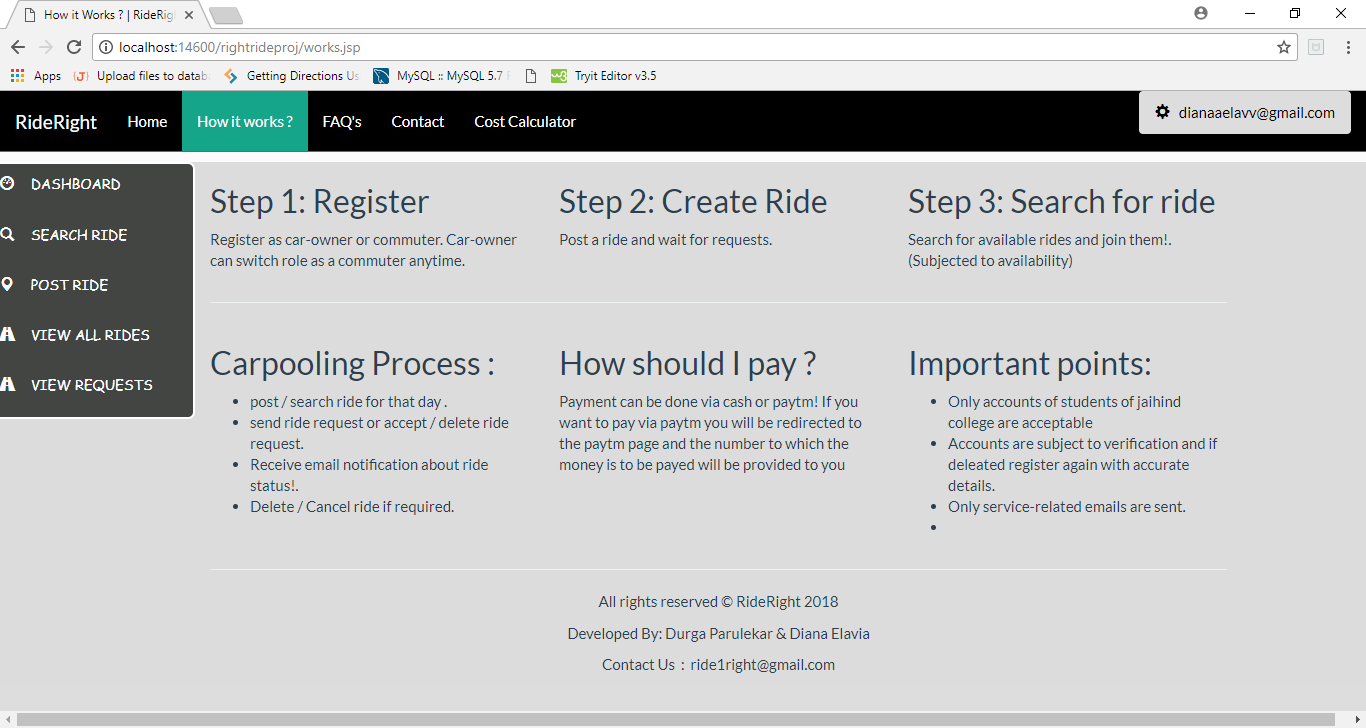 How it Works ? | RideRig
localhost:14600/rightrideproj/works.jsp
Apps Upload files to datab Getting Directions Us MySQL :: MySQL 5.7 Tryit Editor v3.5
RideRight Home How it works ? FAQ's Contact Cost Calculator dianaaelavv@gmail.com
DASHBOARD
SEARCH RIDE
POST RIDE
VIEW ALL RIDES
VIEW REQUESTS
Step 1: Register
Register as car-owner or commuter. Car-owner
can switch role as a commuter anytime.
Step 2: Create Ride
Post a ride and wait for requests.
Step 3: Search for ride
Search for available rides and join them!.
(Subjected to availability)
Carpooling Process :
• post / search ride for that day .
• send ride request or accept / delete ride
request.
• Receive email notification about ride
status!.
• Delete / Cancel ride if required.
How should I pay ?
Payment can be done via cash or paytm! If you
want to pay via paytm you will be redirected to
the paytm page and the number to which the
money is to be payed will be provided to you
Important points:
• Only accounts of students of jaihind
college are acceptable
• Accounts are subject to verification and if
deleated register again with accurate
details.
• Only service-related emails are sent.
•
All rights reserved © RideRight 2018
Developed By: Durga Parulekar & Diana Elavia
Contact Us : ride1right@gmail.com